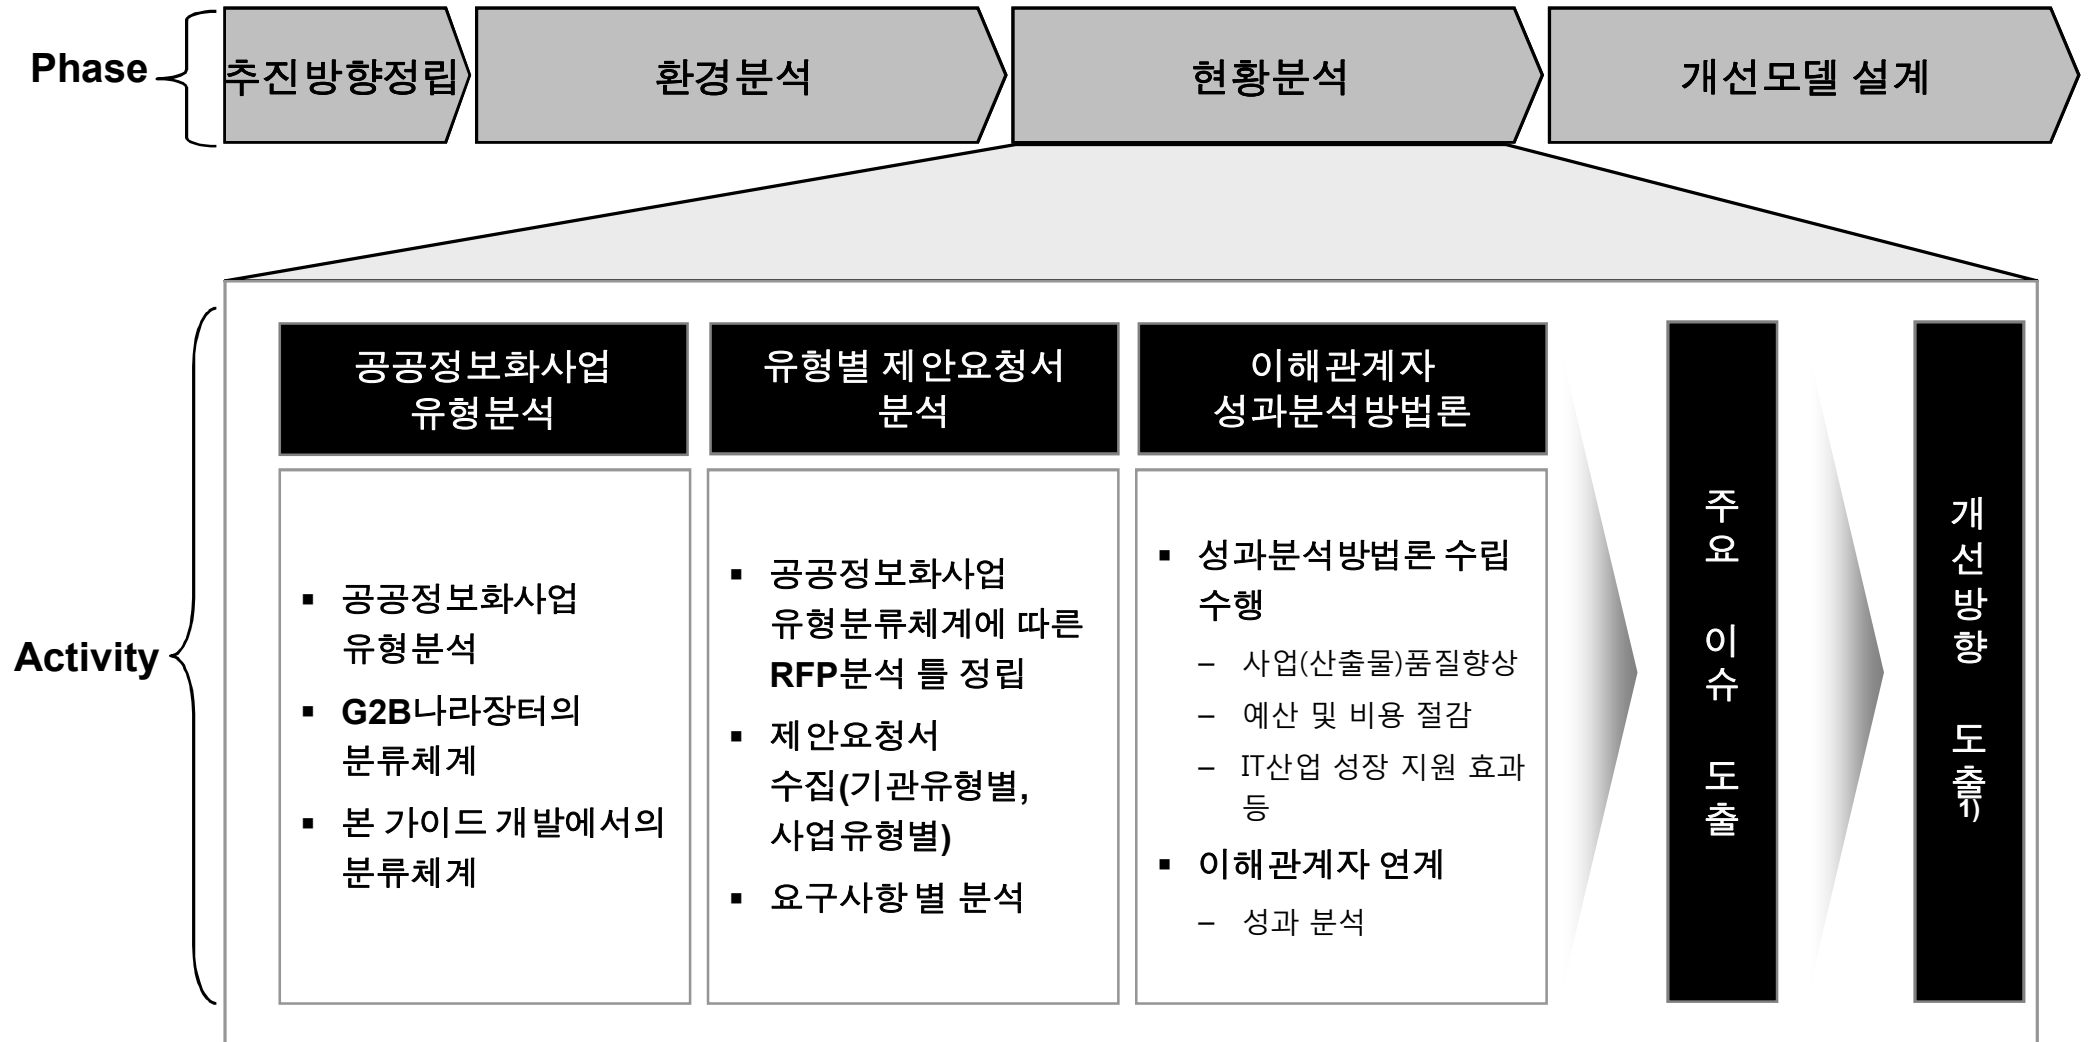 Phase
추진방향정립
환경분석
현황분석
개선모델 설계
Activity
공공정보화사업
유형분석
▪ 공공정보화사업
유형분석
▪ G2B나라장터의
분류체계
▪ 본 가이드 개발에서의
분류체계
유형별 제안요청서
분석
▪ 공공정보화사업
유형분류체계에 따른
RFP분석 틀 정립
▪ 제안요청서
수집(기관유형별,
사업유형별)
▪ 요구사항 별 분석
이해관계자
성과분석방법론
▪ 성과분석방법론 수립
수행
– 사업(산출물)품질향상
– 예산 및 비용 절감
– IT산업 성장 지원 효과
등
▪ 이해관계자 연계
– 성과 분석
주요 이슈 도출
개선방향 도출1)